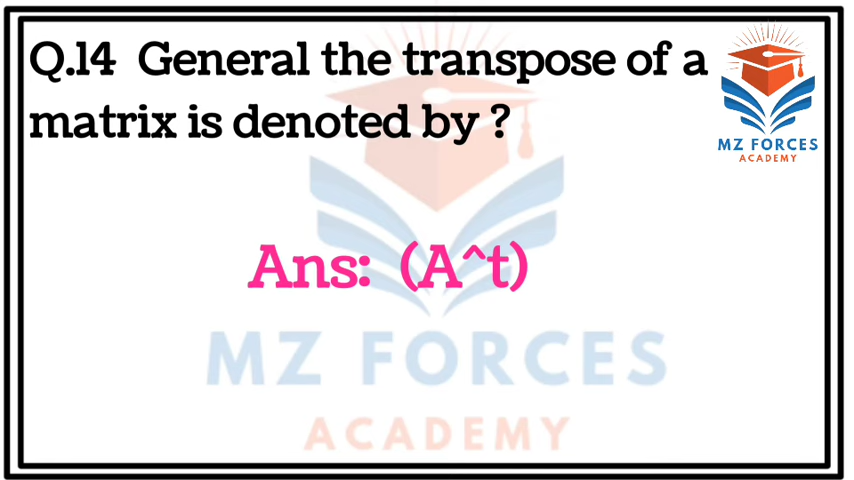 Q.14 General the transpose of a
matrix is denoted by ?
MZ FORCES
ACADEMY
Ans: (A^t)
MZ FORCES
ACADEMY